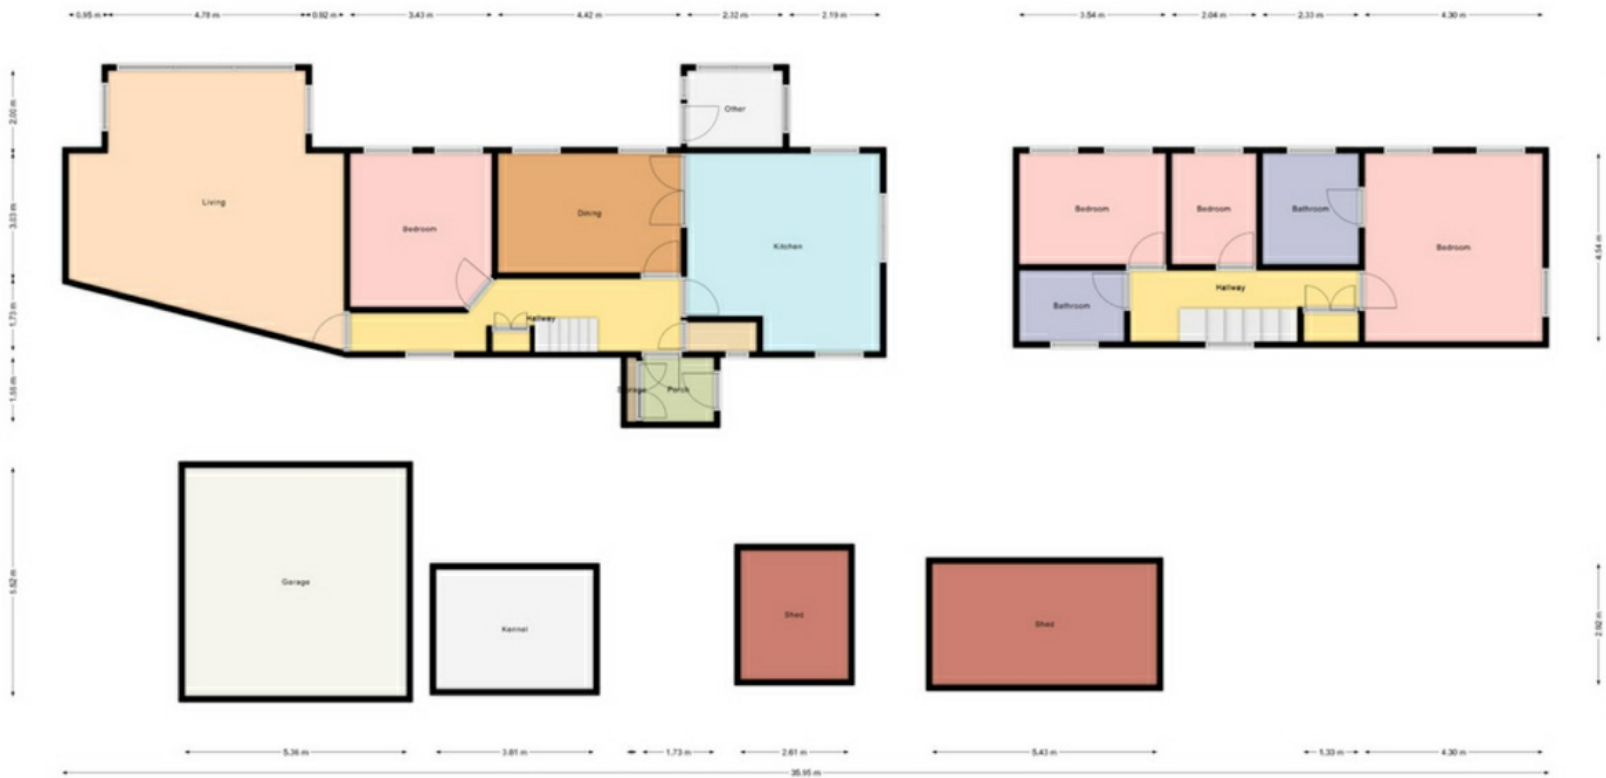 0.95 m 4.78 m 0.92 m 3.43 m 4.42 m 2.32 m 2.19 m 3.54 m 2.04 m 2.33 m 4.30 m
2.00 m
Other
Living
3.03 m
Bedroom
Dining
Kitchen
Bedroom
Bedroom
Bathroom
Bedroom
4.54 m
Hallway
Hallway
Bathroom
1.73 m
1.55 m
Porch
5.52 m
Garage
Kennel
Shed
Shed
2.92 m
5.36 m 3.81 m 1.73 m 2.61 m 5.43 m 1.33 m 4.30 m
35.95 m